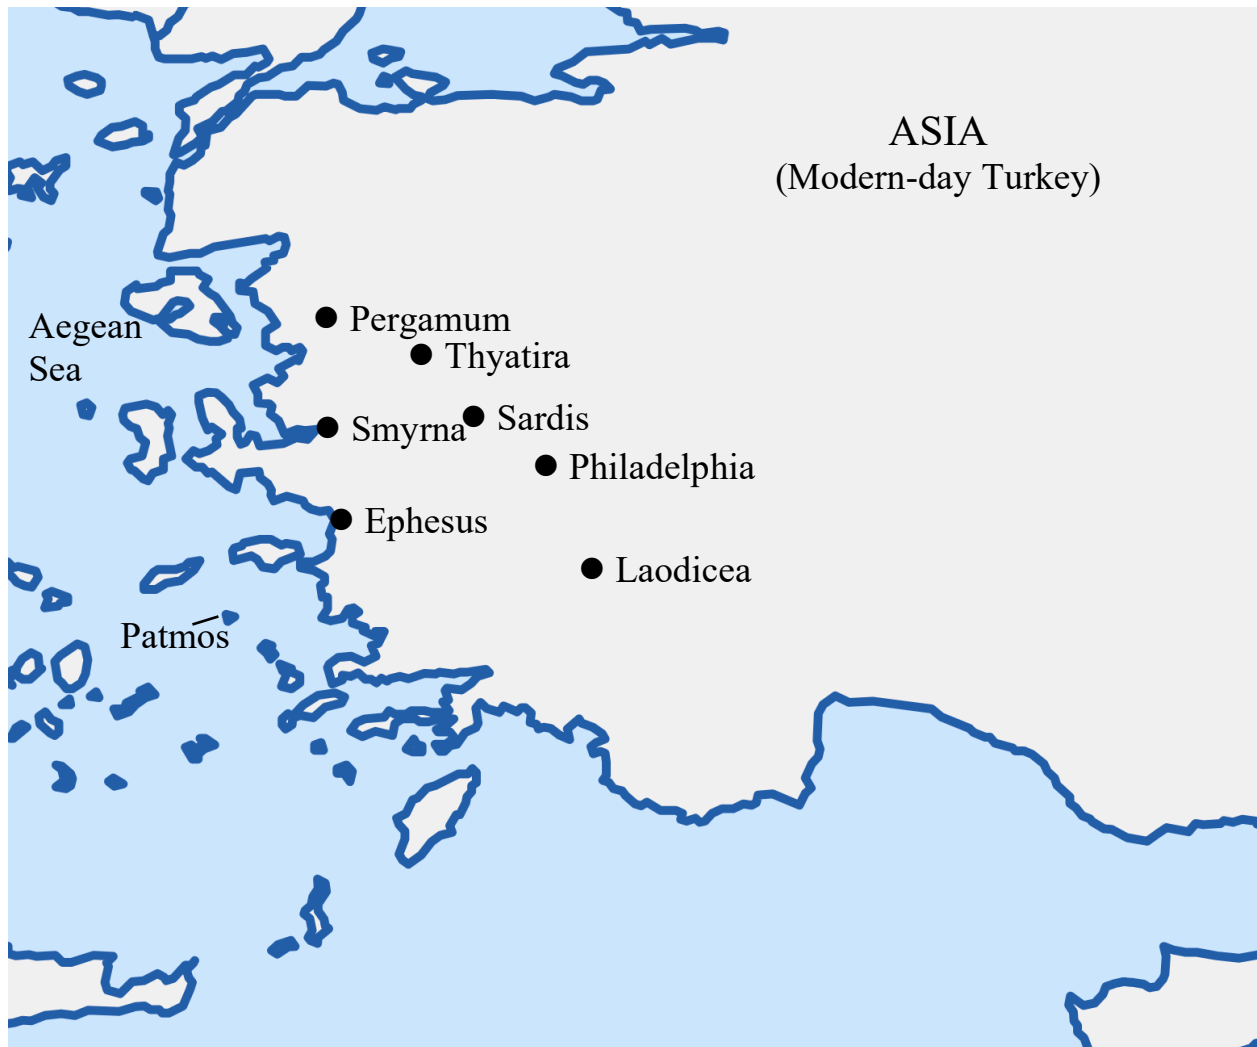 ASIA
(Modern-day Turkey)
Pergamum
Aegean
Sea
Thyatira
Sardis
Smyrna
Philadelphia
Ephesus
Laodicea
Patmos